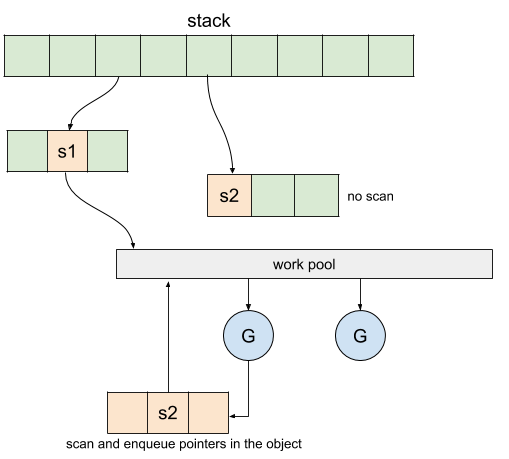 stack
s1
s2
no scan
work pool
G
G
s2
scan and enqueue pointers in the object